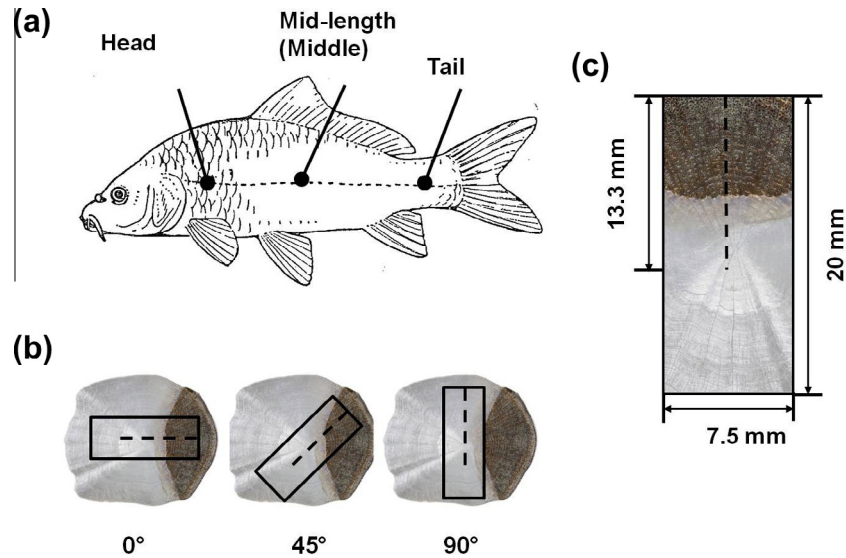 (a)
Head
Mid-length
(Middle)
Tail
(b)
0°
45°
90°
(c)
13.3 mm
20 mm
7.5 mm